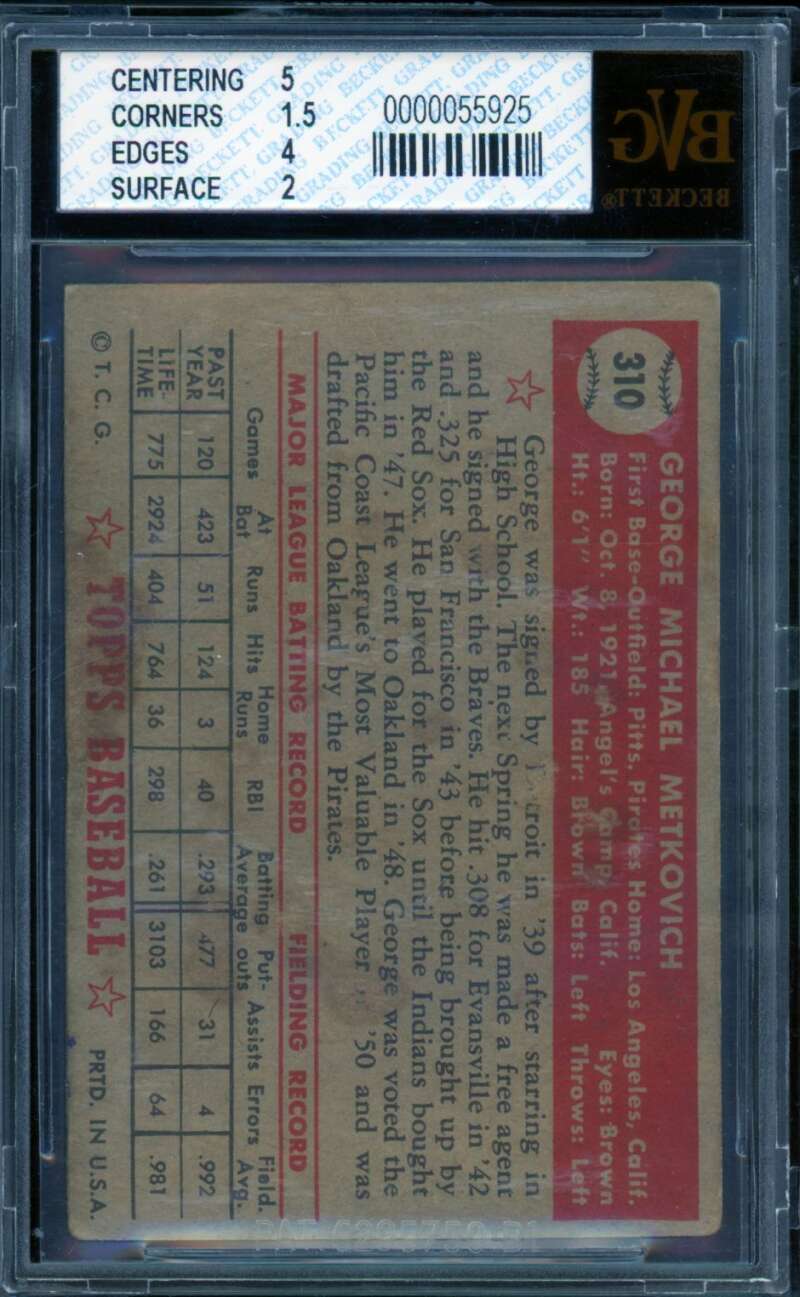 CENTERING 5
CORNERS 1.5
EDGES 4
SURFACE 2
0000055925
BVG
BECKETT®
310
GEORGE MICHAEL METKOVICH
First Base-Outfield: Pitts. Pirates Home: Los Angeles, Calif.
Born: Oct. 8, 1921, Angel's Camp, Calif. Eyes: Brown
Ht.: 6'1" Wt.: 185 Hair: Brown Bats: Left Throws: Left
George was signed by Detroit in '39 after starring in
High School. The next Spring he was made a free agent
and he signed with the Braves. He hit .308 for Evansville in '42
and .325 for San Francisco in '43 before being brought up by
the Red Sox. He played for the Sox until the Indians bought
him in '47. He went to Oakland in '48. George was voted the
Pacific Coast League's Most Valuable Player '50 and was
drafted from Oakland by the Pirates.
MAJOR LEAGUE BATTING RECORD FIELDING RECORD
Games At Bat Runs Hits Home Runs RBI Batting Average Put-outs Assists Errors Field. Avg.
PAST YEAR 120 423 51 124 3 40 .293 477 31 4 .992
LIFE-TIME 775 2924 404 764 36 298 .261 3103 166 64 .981
© T. C. G. TOPPS BASEBALL PRTD. IN U.S.A.